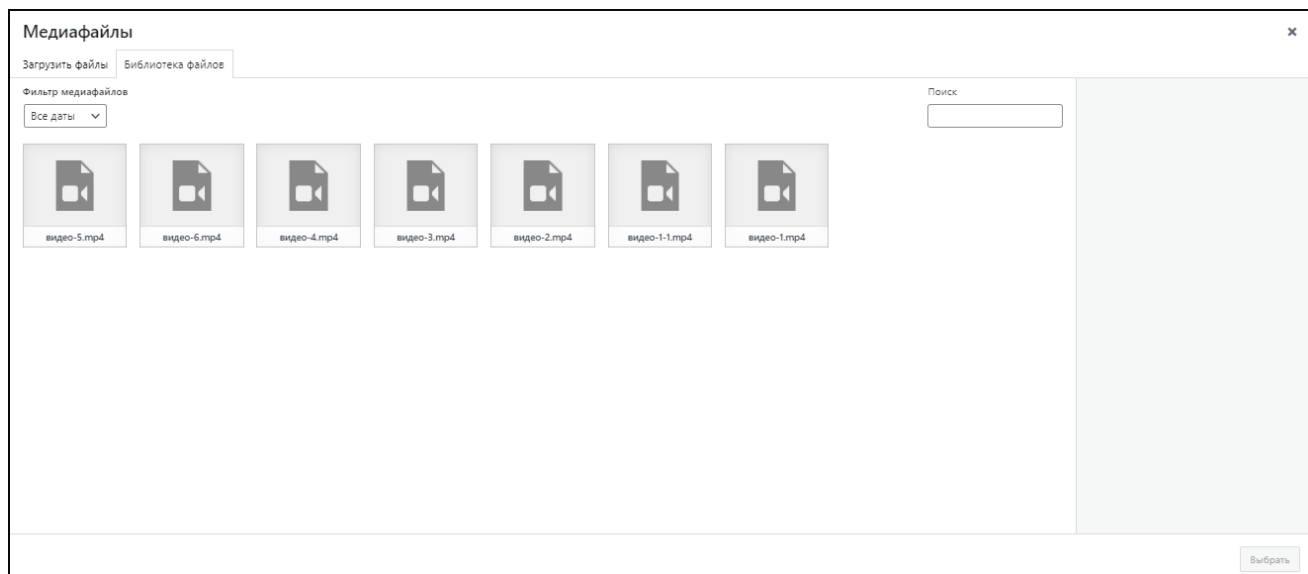 Медиафайлы
Загрузить файлы Библиотека файлов
Фильтр медиафайлов Поиск
Все даты
видео-5.mp4 видео-6.mp4 видео-4.mp4 видео-3.mp4 видео-2.mp4 видео-1-1.mp4 видео-1.mp4
Выбрать